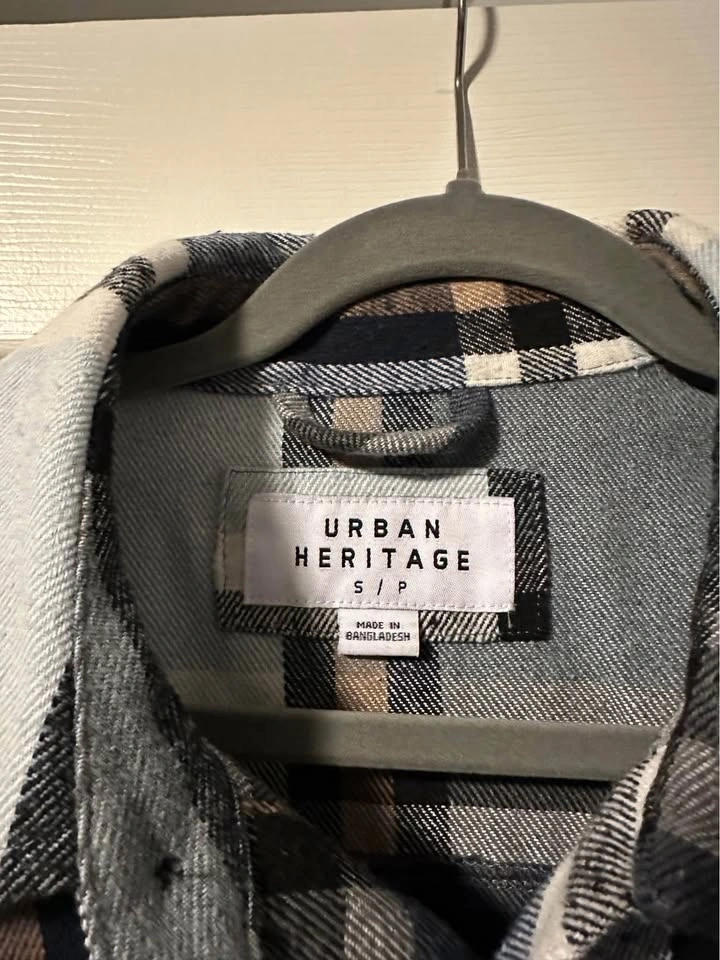 URBAN
HERITAGE
S / P
MADE IN
BANGLADESH